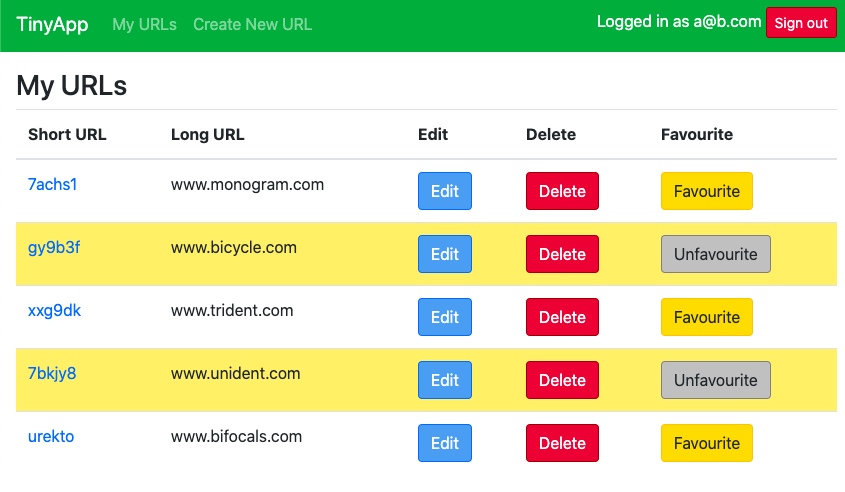 TinyApp My URLs Create New URL Logged in as a@b.com Sign out
My URLs
Short URL Long URL Edit Delete Favourite
7achs1 www.monogram.com Edit Delete Favourite
gy9b3f www.bicycle.com Edit Delete Unfavourite
xxg9dk www.trident.com Edit Delete Favourite
7bkjy8 www.unident.com Edit Delete Unfavourite
urekto www.bifocals.com Edit Delete Favourite